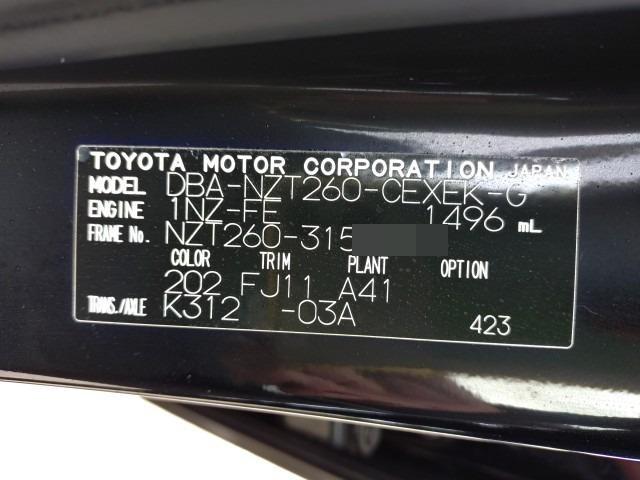 TOYOTA MOTOR CORPORATION JAPAN
MODEL DBA-NZT260-CEXEK-G
ENGINE 1NZ-FE 1496 mL
FRAME No. NZT260-315
COLOR TRIM PLANT OPTION
202 FJ11 A41
TRANS./AXLE K312 -03A 423